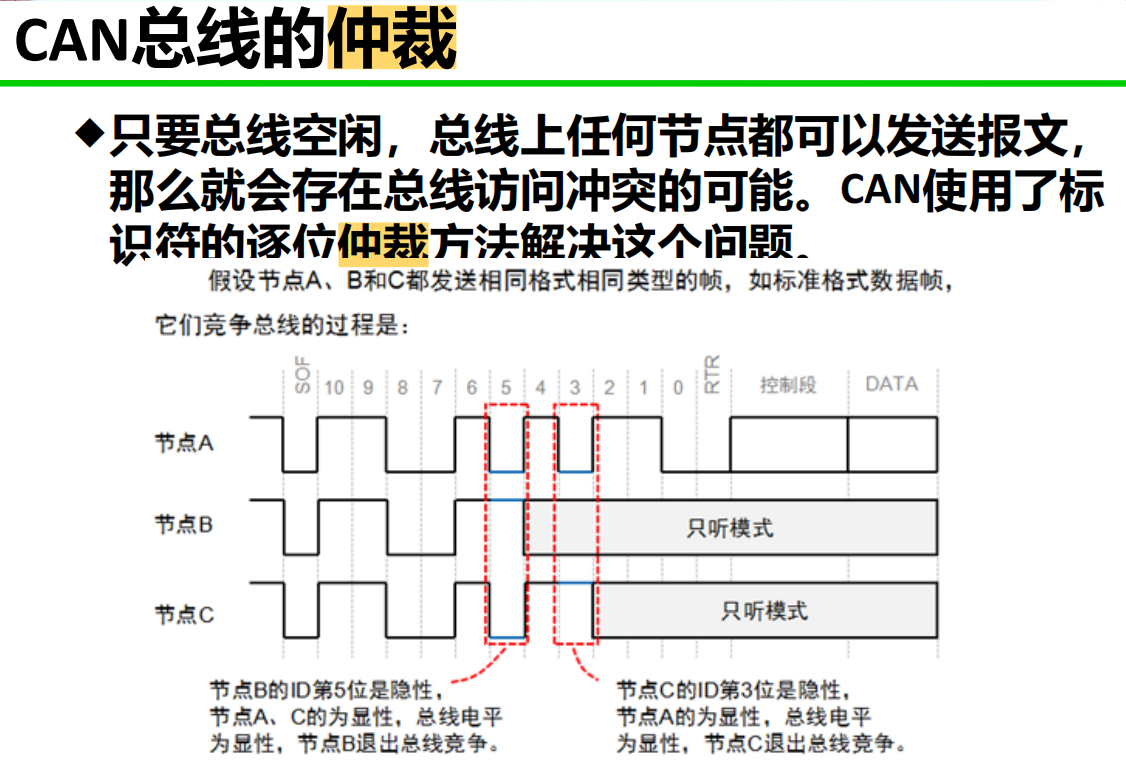 CAN总线的仲裁
◆只要总线空闲，总线上任何节点都可以发送报文，
那么就会存在总线访问冲突的可能。CAN使用了标
识符的逐位仲裁方法解决这个问题。
假设节点A、B和C都发送相同格式相同类型的帧，如标准格式数据帧，
它们竞争总线的过程是：
SOF 10 9 8 7 6 5 4 3 2 1 0 RTR 控制段 DATA
节点A
节点B 只听模式
节点C 只听模式
节点B的ID第5位是隐性，
节点A、C的为显性，总线电平
为显性，节点B退出总线竞争。
节点C的ID第3位是隐性，
节点A的为显性，总线电平
为显性，节点C退出总线竞争。